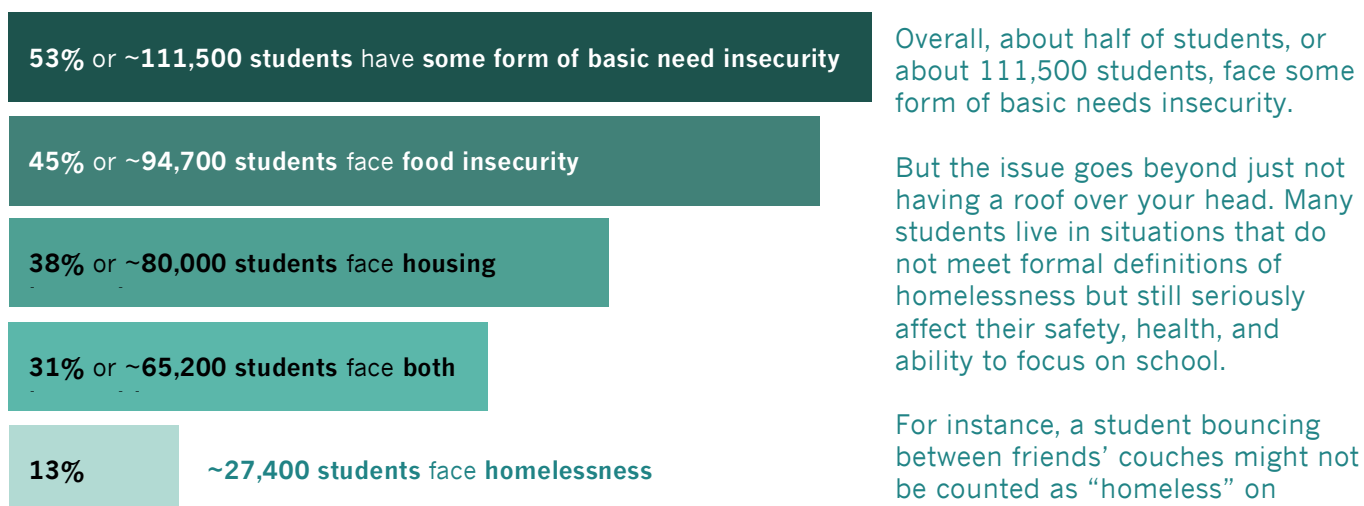 53% or ~111,500 students have some form of basic need insecurity
45% or ~94,700 students face food insecurity
38% or ~80,000 students face housing
31% or ~65,200 students face both
13%
~27,400 students face homelessness
Overall, about half of students, or
about 111,500 students, face some
form of basic needs insecurity.
But the issue goes beyond just not
having a roof over your head. Many
students live in situations that do
not meet formal definitions of
homelessness but still seriously
affect their safety, health, and
ability to focus on school.
For instance, a student bouncing
between friends’ couches might not
be counted as “homeless” on